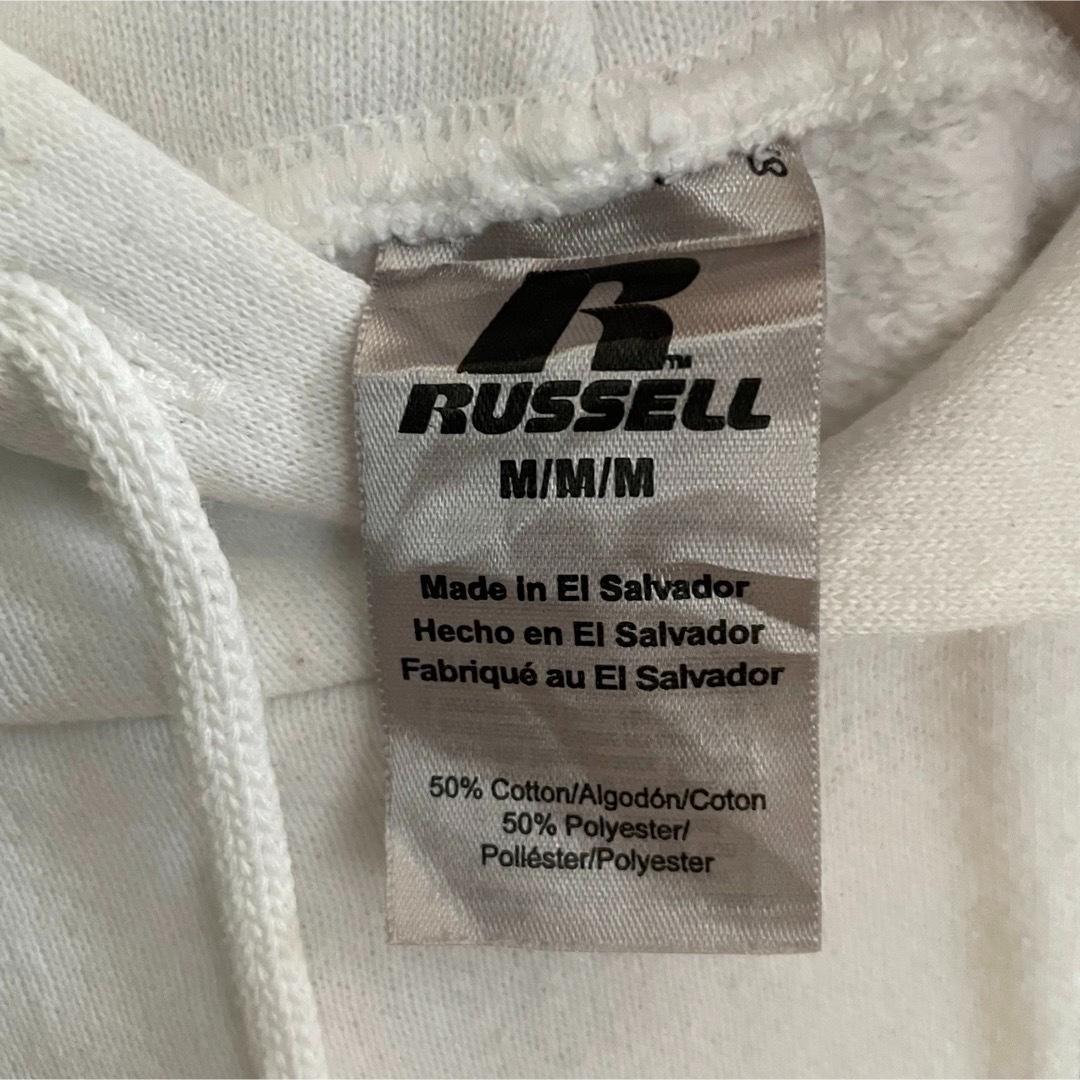 R™
RUSSELL
M/M/M
Made in El Salvador
Hecho en El Salvador
Fabriqué au El Salvador
50% Cotton/Algodón/Coton
50% Polyester/
Poliéster/Polyester